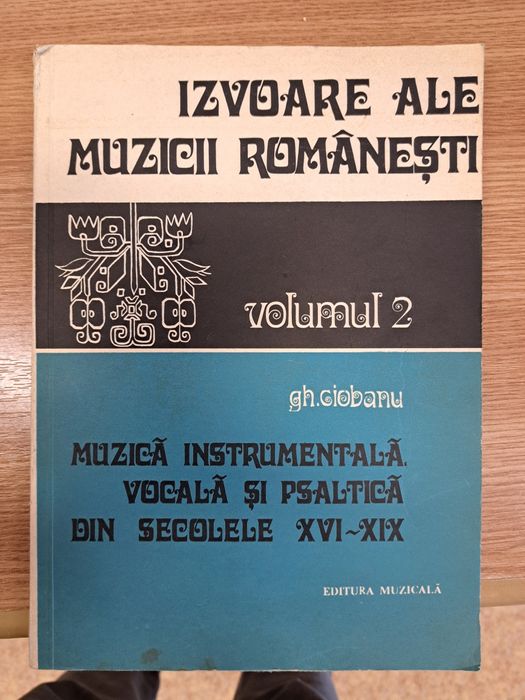 IZVOARE ALE
MUZICII ROMÂNEȘTI
volumul 2
gh. ciobanu
MUZICĂ INSTRUMENTALĂ,
VOCALĂ ȘI PSALTICĂ
DIN SECOLELE XVI~XIX
EDITURA MUZICALĂ